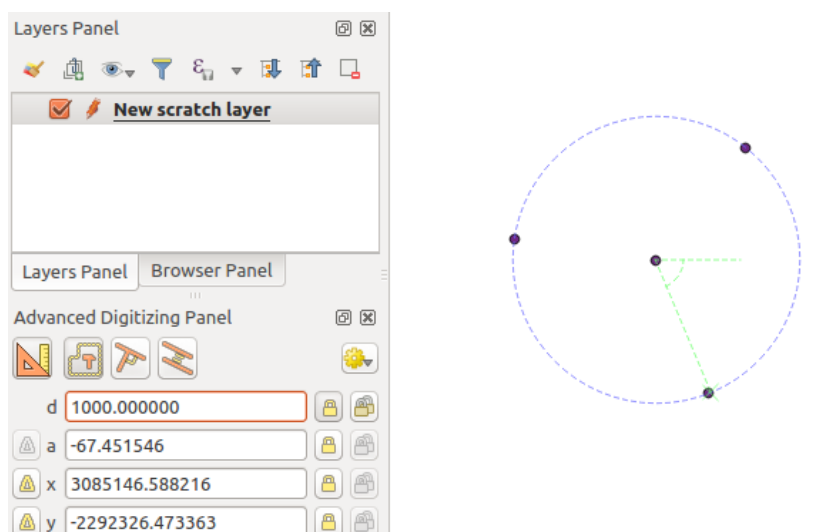 Layers Panel
New scratch layer
Layers Panel Browser Panel
Advanced Digitizing Panel
d 1000.000000
a -67.451546
x 3085146.588216
y -2292326.473363